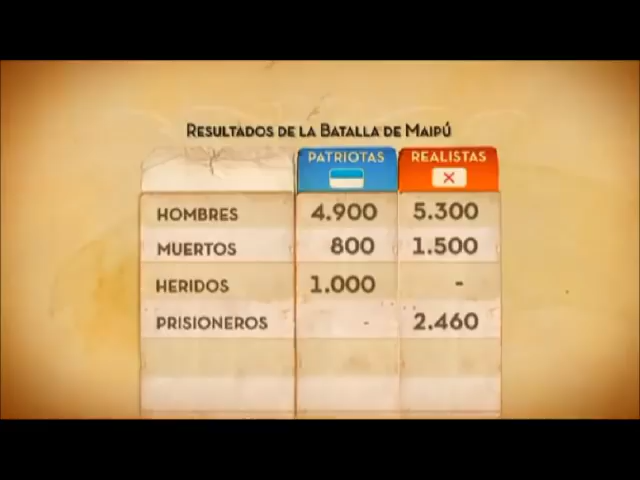 RESULTADOS DE LA BATALLA DE MAIPÚ
PATRIOTAS REALISTAS
HOMBRES 4.900 5.300
MUERTOS 800 1.500
HERIDOS 1.000 -
PRISIONEROS - 2.460